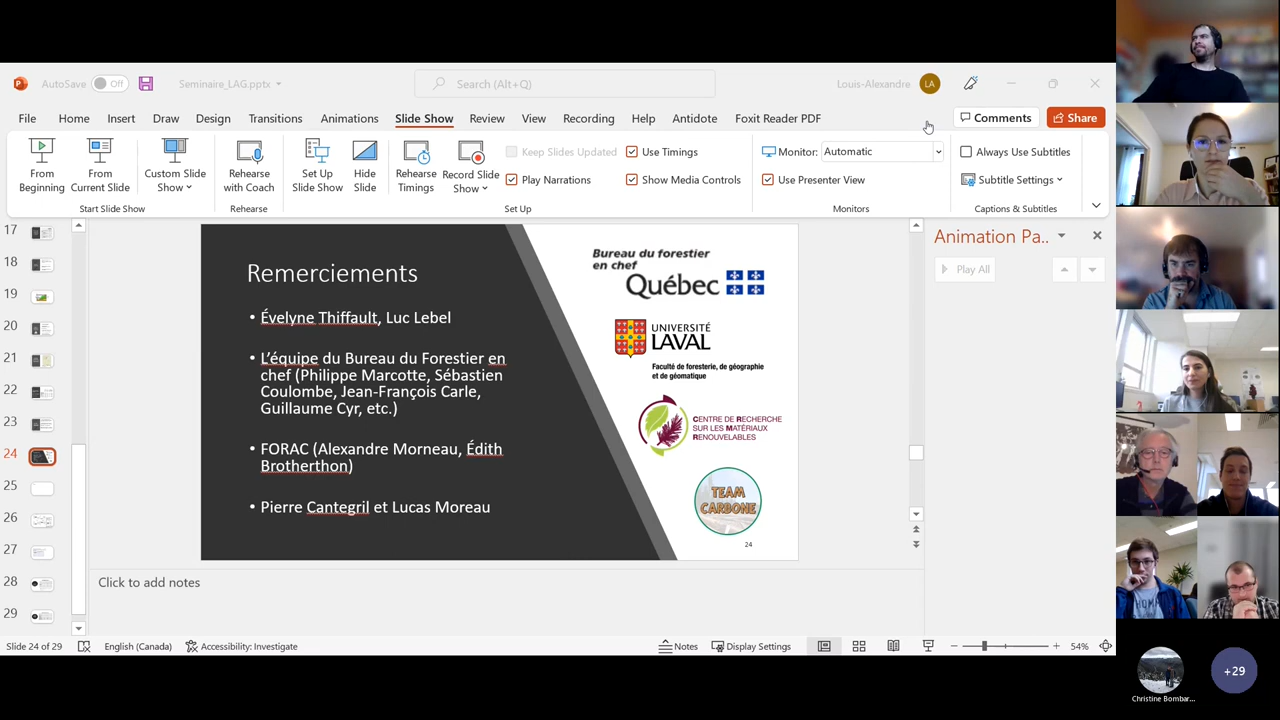 AutoSave
Off
Seminaire_LAG.pptx
Search (Alt+Q)
Louis-Alexandre
LA
File
Home
Insert
Draw
Design
Transitions
Animations
Slide Show
Review
View
Recording
Help
Antidote
Foxit Reader PDF
Comments
Share
From
Beginning
From
Current Slide
Custom Slide
Show
Start Slide Show
Rehearse
with Coach
Rehearse
Set Up
Slide Show
Hide
Slide
Rehearse
Timings
Record Slide
Show
Keep Slides Updated
Play Narrations
Use Timings
Show Media Controls
Set Up
Monitor:
Automatic
Use Presenter View
Monitors
Always Use Subtitles
Subtitle Settings
Captions & Subtitles
17
18
19
20
21
22
23
24
25
26
27
28
29
Remerciements
• Évelyne Thiffault, Luc Lebel
• L’équipe du Bureau du Forestier en
chef (Philippe Marcotte, Sébastien
Coulombe, Jean-François Carle,
Guillaume Cyr, etc.)
• FORAC (Alexandre Morneau, Édith
Brotherthon)
• Pierre Cantegril et Lucas Moreau
Bureau du forestier
en chef
Québec
UNIVERSITÉ
LAVAL
Faculté de foresterie, de géographie
et de géomatique
CENTRE DE RECHERCHE
SUR LES MATÉRIAUX
RENOUVELABLES
TEAM
CARBONE
24
Animation Pa..
Play All
Click to add notes
Slide 24 of 29
English (Canada)
Accessibility: Investigate
Notes
Display Settings
54%
Christine Bombar...
+29